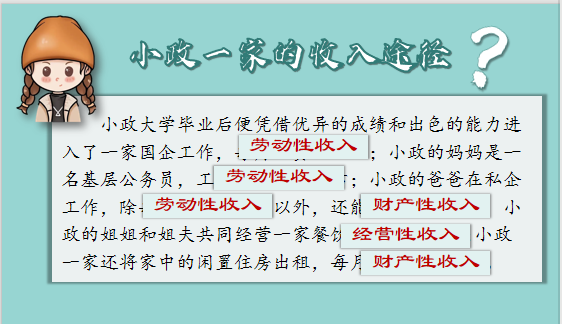 小政一家的收入途径？
小政大学毕业后便凭借优异的成绩和出色的能力进
入了一家国企工作，劳动性收入；小政的妈妈是一
名基层公务员，工劳动性收入；小政的爸爸在私企
工作，除劳动性收入以外，还能财产性收入小
政的姐姐和姐夫共同经营一家餐饮经营性收入小政
一家还将家中的闲置住房出租，每月财产性收入